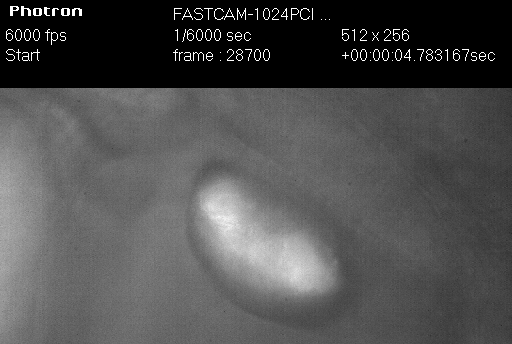 Photron FASTCAM-1024PCI ...
6000 fps 1/6000 sec 512 x 256
Start frame : 28700 +00:00:04.783167sec